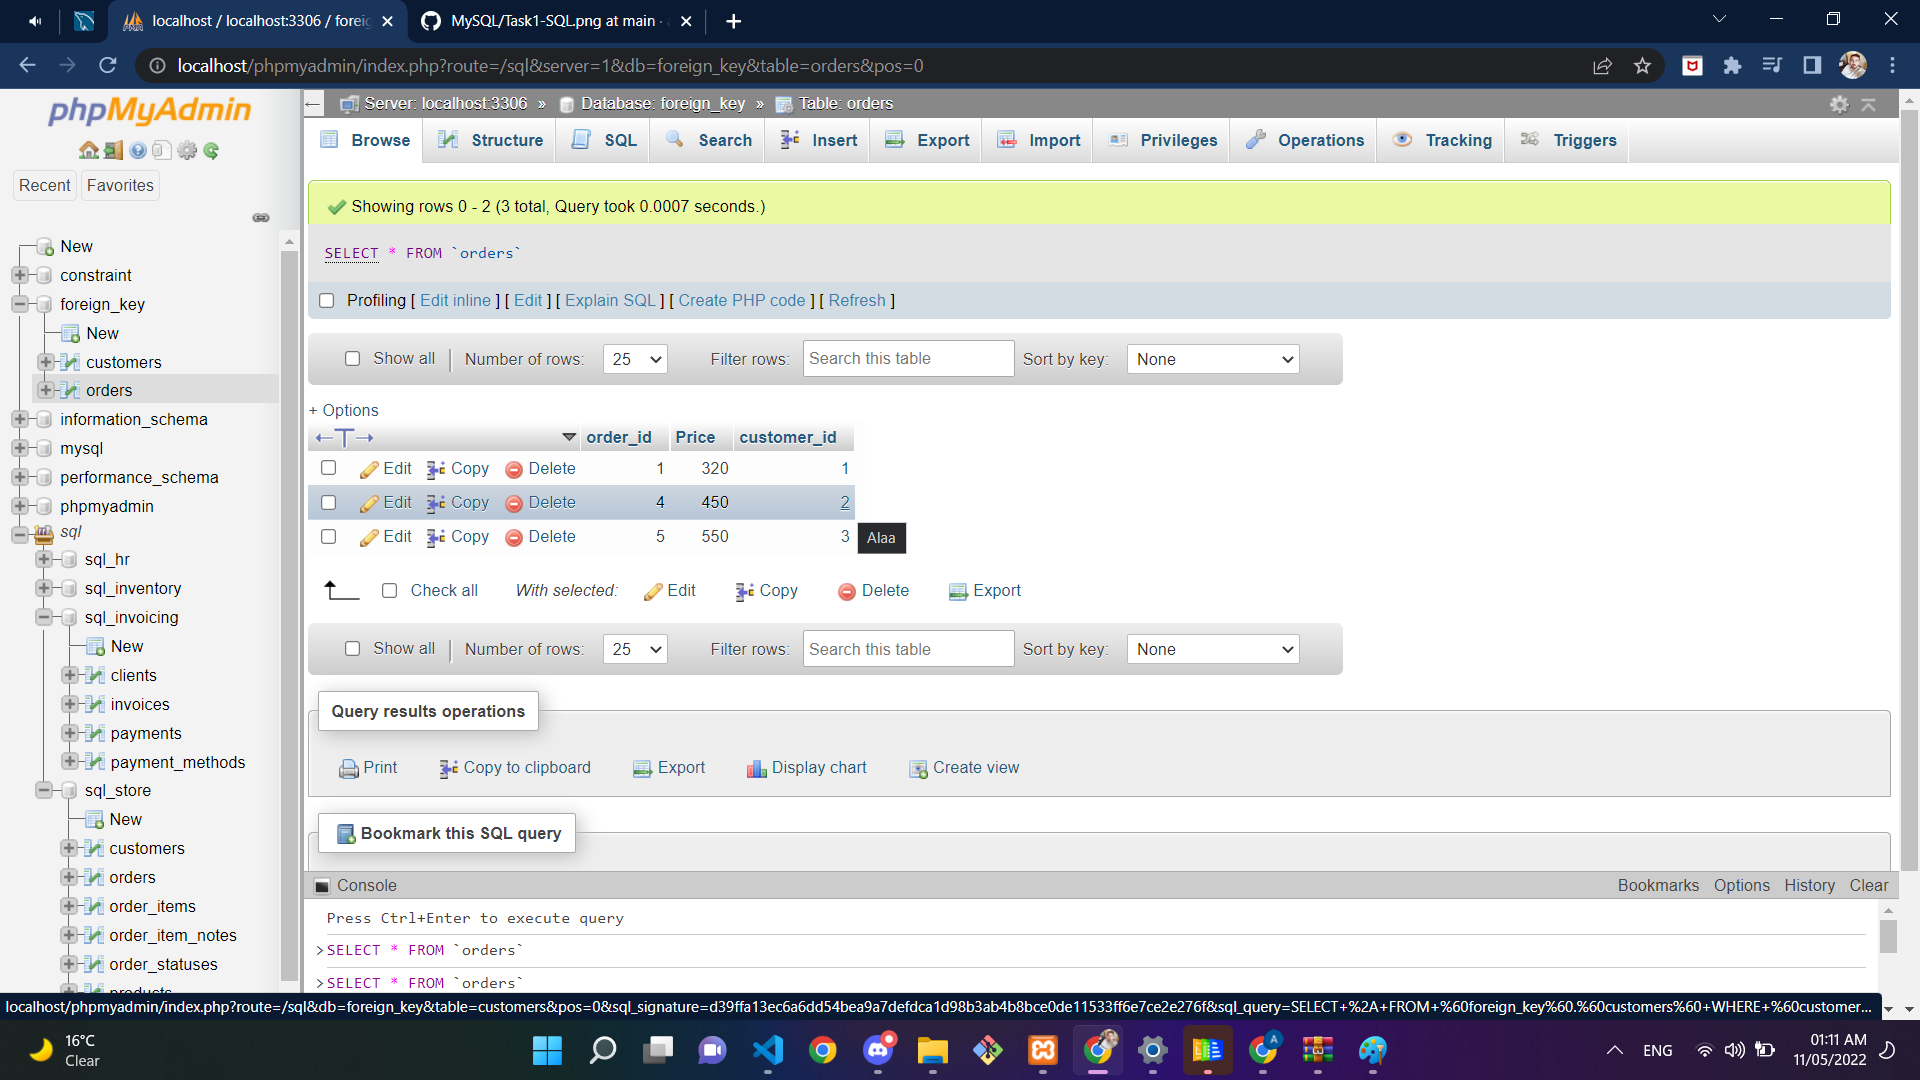 localhost / localhost:3306 / foreig
MySQL/Task1-SQL.png at main ·
localhost/phpmyadmin/index.php?route=/sql&server=1&db=foreign_key&table=orders&pos=0
phpMyAdmin
Recent
Favorites
New
constraint
foreign_key
New
customers
orders
information_schema
mysql
performance_schema
phpmyadmin
sql
sql_hr
sql_inventory
sql_invoicing
New
clients
invoices
payments
payment_methods
sql_store
New
customers
orders
order_items
order_item_notes
order_statuses
products
Server: localhost:3306 » Database: foreign_key » Table: orders
Browse Structure SQL Search Insert Export Import Privileges Operations Tracking Triggers
Showing rows 0 - 2 (3 total, Query took 0.0007 seconds.)
SELECT * FROM `orders`
Profiling [ Edit inline ] [ Edit ] [ Explain SQL ] [ Create PHP code ] [ Refresh ]
Show all Number of rows: 25 Filter rows: Search this table Sort by key: None
+ Options
order_id Price customer_id
Edit Copy Delete 1 320 1
Edit Copy Delete 4 450 2
Edit Copy Delete 5 550 3
Alaa
Check all With selected: Edit Copy Delete Export
Show all Number of rows: 25 Filter rows: Search this table Sort by key: None
Query results operations
Print Copy to clipboard Export Display chart Create view
Bookmark this SQL query
Console Bookmarks Options History Clear
Press Ctrl+Enter to execute query
>SELECT * FROM `orders`
>SELECT * FROM `orders`
localhost/phpmyadmin/index.php?route=/sql&db=foreign_key&table=customers&pos=0&sql_signature=d39ffa13ec6a6dd54bea9a7defdca1d98b3ab4b8bce0de11533ff6e7ce2e276f&sql_query=SELECT+%2A+FROM+%60foreign_key%60.%60customers%60+WHERE+%60customer...
16°C
Clear
A
ENG
01:11 AM
11/05/2022